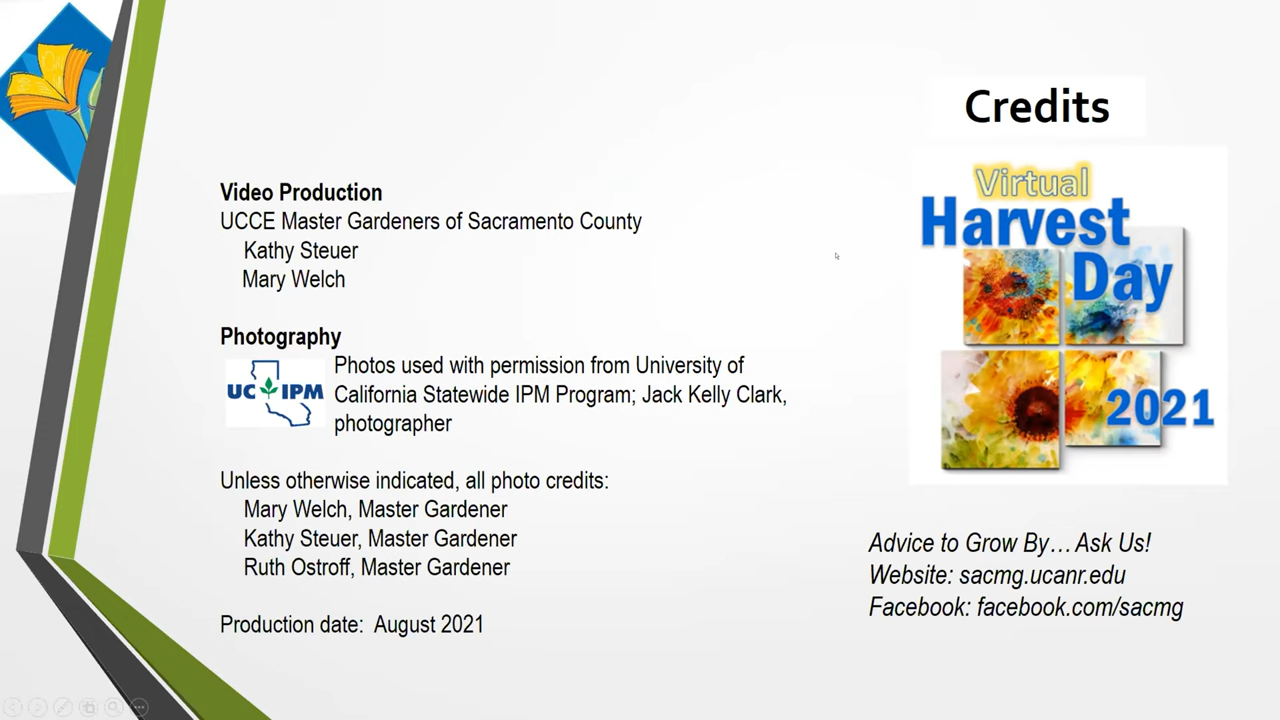 Credits
Video Production
UCCE Master Gardeners of Sacramento County
Kathy Steuer
Mary Welch
Photography
UC IPM
Photos used with permission from University of
California Statewide IPM Program; Jack Kelly Clark,
photographer
Unless otherwise indicated, all photo credits:
Mary Welch, Master Gardener
Kathy Steuer, Master Gardener
Ruth Ostroff, Master Gardener
Production date: August 2021
Virtual
Harvest
Day
2021
Advice to Grow By… Ask Us!
Website: sacmg.ucanr.edu
Facebook: facebook.com/sacmg